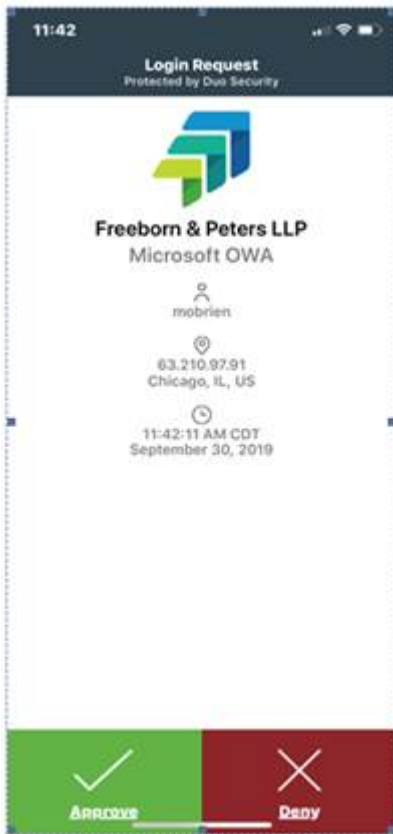 11:42
Login Request
Protected by Duo Security
Freeborn & Peters LLP
Microsoft OWA
mobrien
63.210.97.91
Chicago, IL, US
11:42:11 AM CDT
September 30, 2019
Approve
Deny